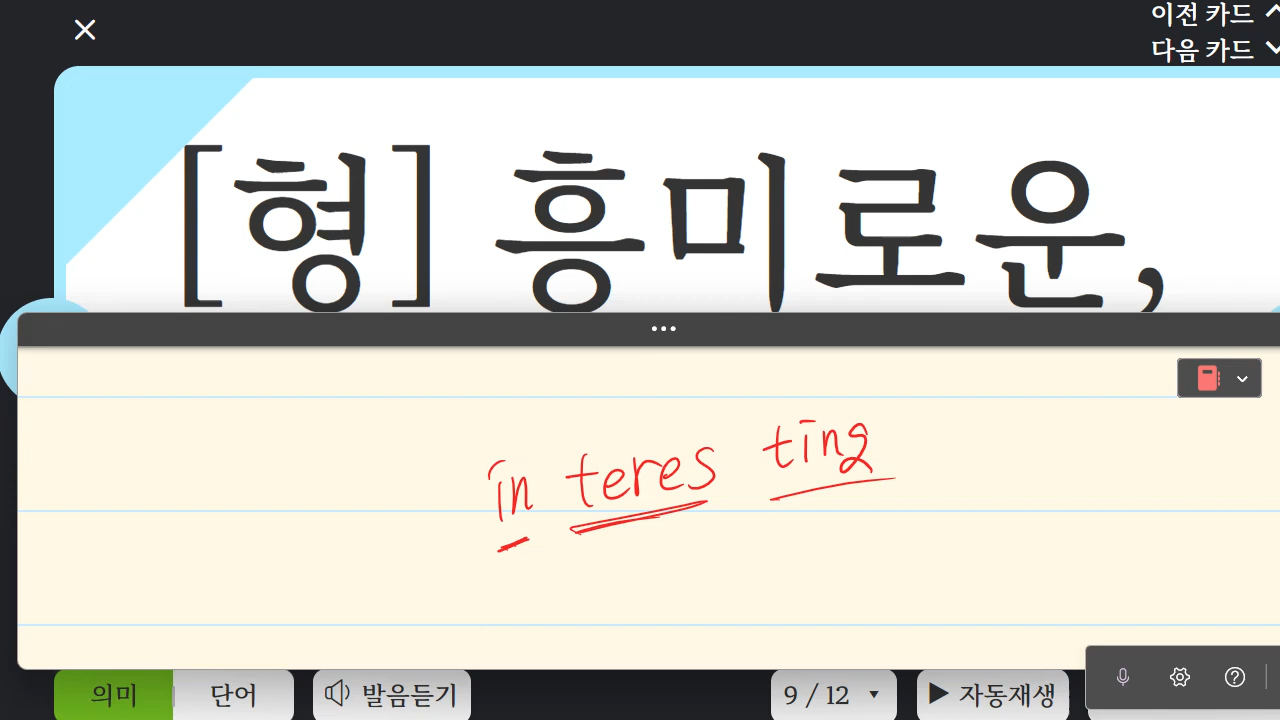 이전 카드
다음 카드
[형] 흥미로운,
in teres ting
의미 단어 발음듣기 9 / 12 자동재생